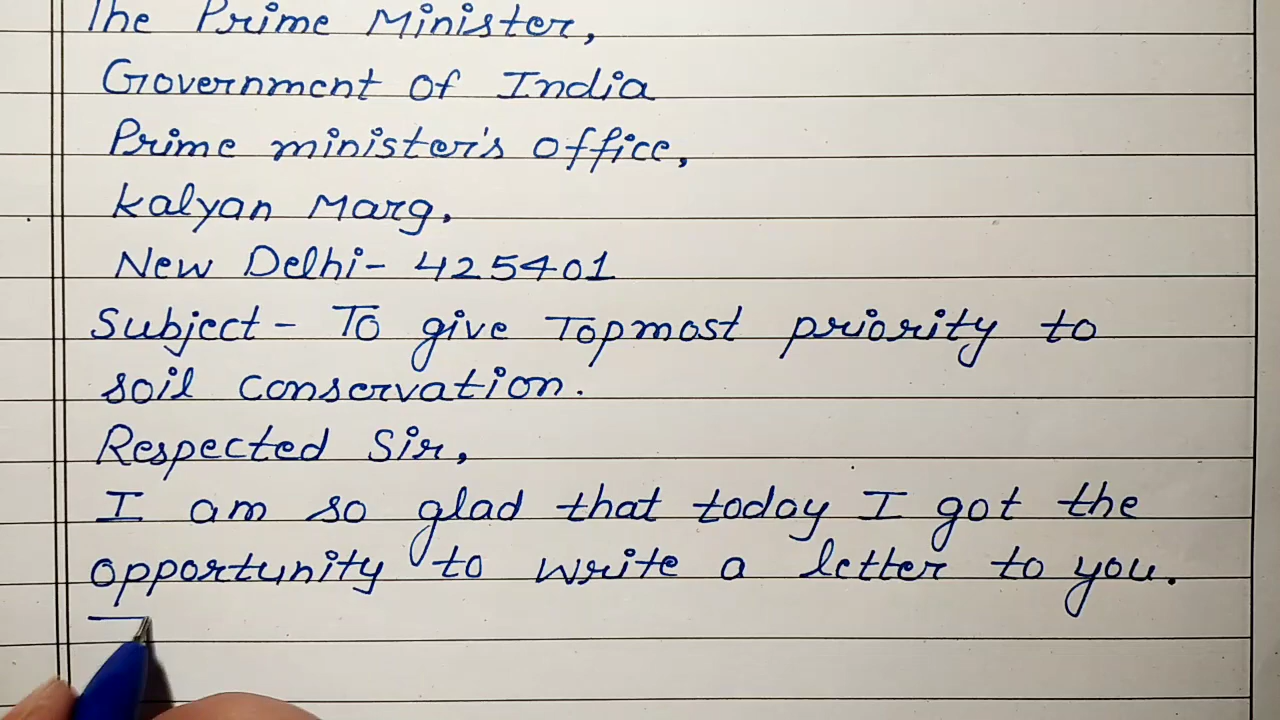 The Prime Minister,
Government of India
Prime minister's office,
Kalyan Marg.
New Delhi- 425401
Subject- To give Topmost priority to
soil conservation.
Respected Sir,
I am so glad that today I got the
opportunity to write a letter to you.